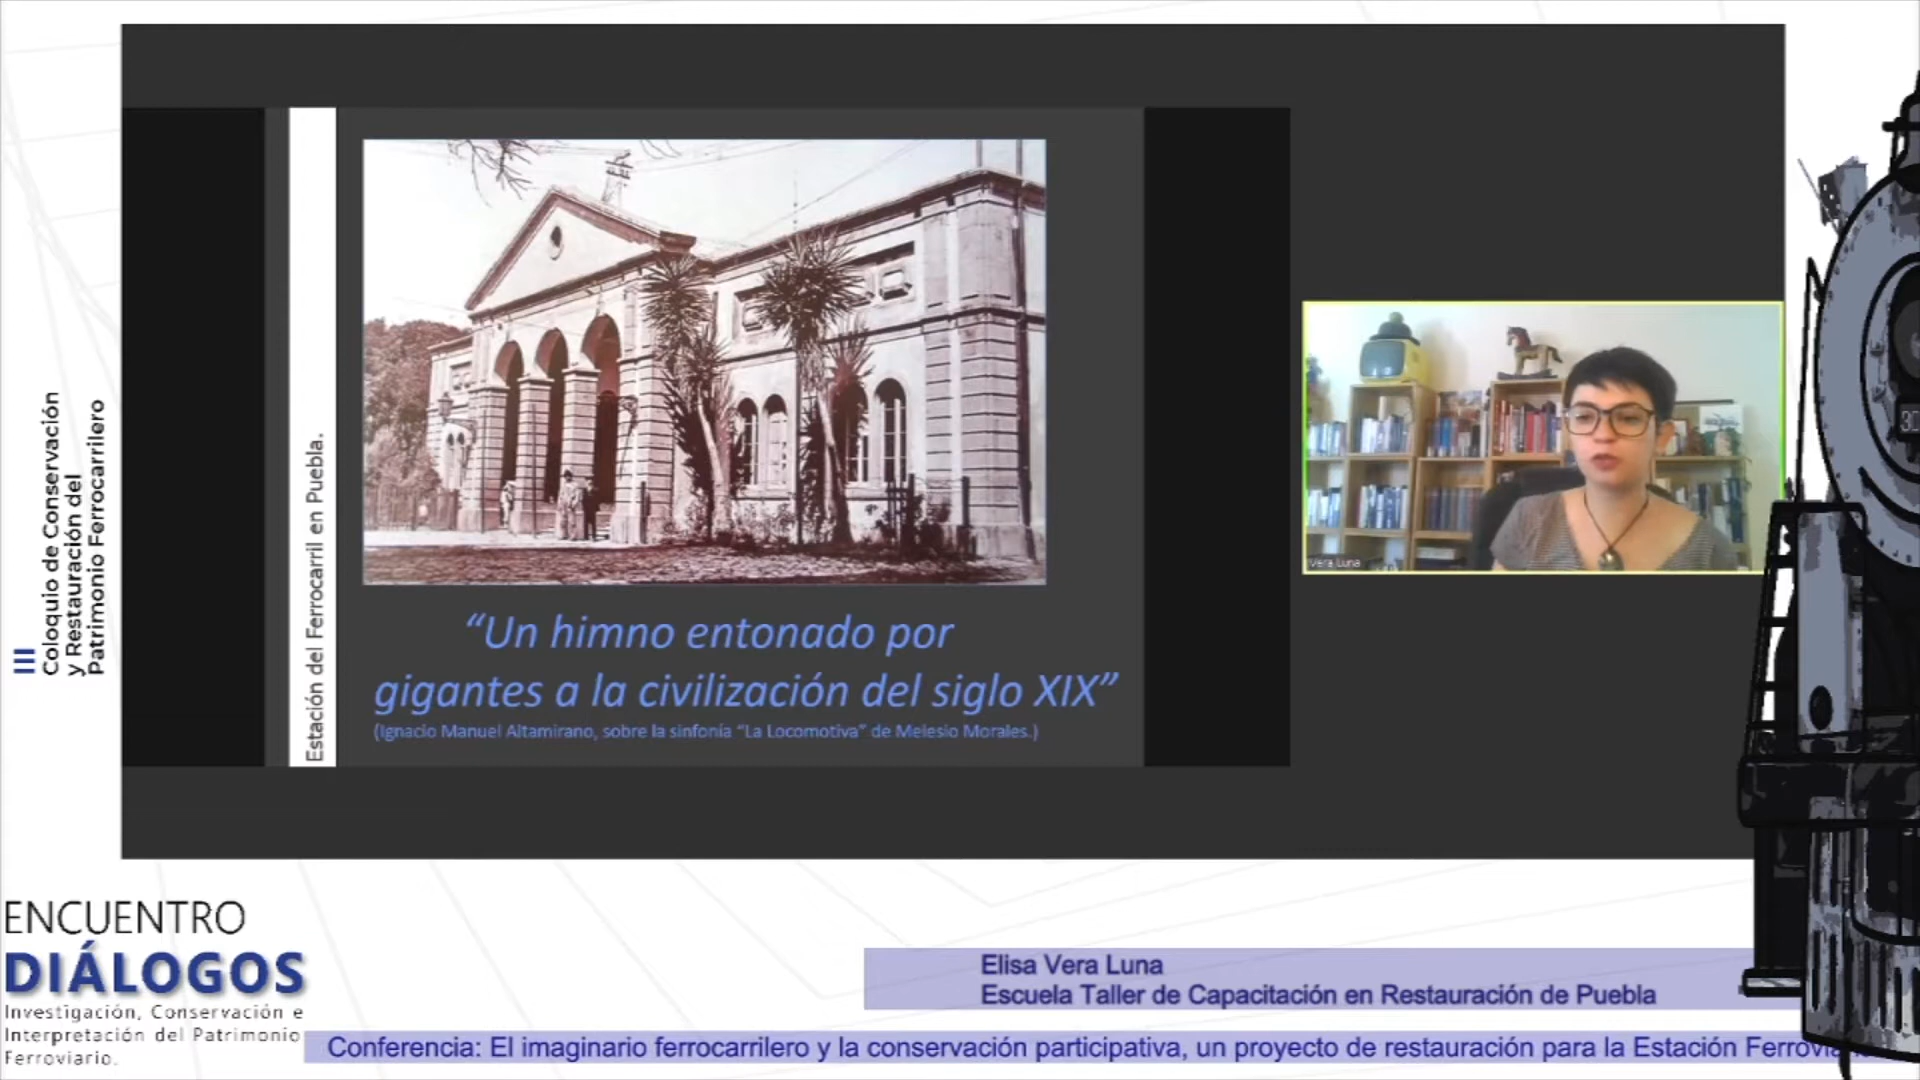 III
Coloquio de Conservación
y Restauración del
Patrimonio Ferrocarrilero
Estación del Ferrocarril en Puebla.
“Un himno entonado por
gigantes a la civilización del siglo XIX”
(Ignacio Manuel Altamirano, sobre la sinfonía “La Locomotiva” de Melesio Morales.)
Vera Luna
ENCUENTRO
DIÁLOGOS
Investigación, Conservación e
Interpretación del Patrimonio
Ferroviario.
Elisa Vera Luna
Escuela Taller de Capacitación en Restauración de Puebla
Conferencia: El imaginario ferrocarrilero y la conservación participativa, un proyecto de restauración para la Estación